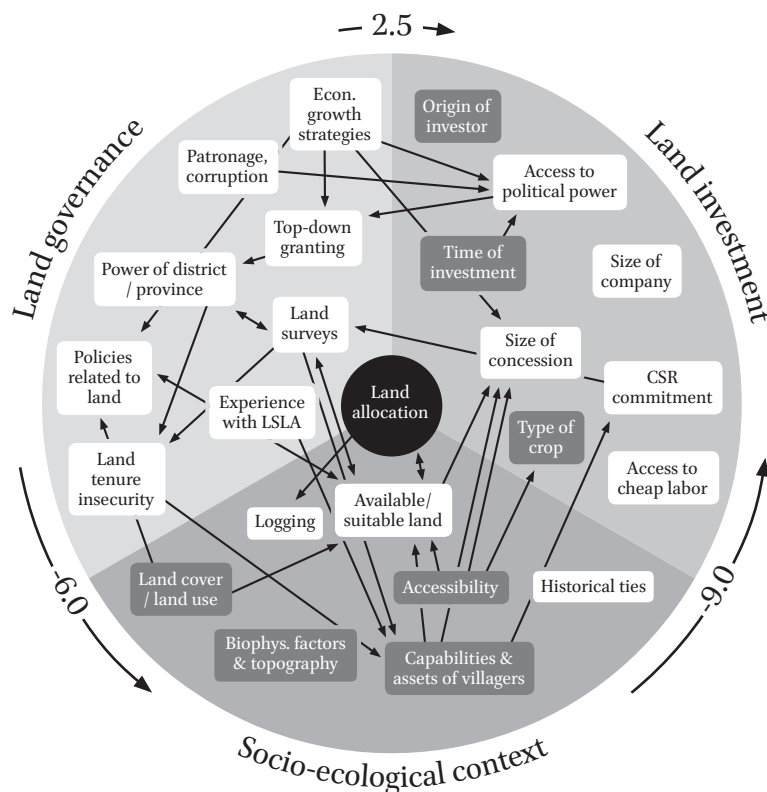 2.5
Land governance
Land investment
Econ.
growth
strategies
Origin of
investor
Patronage,
corruption
Access to
political power
Top-down
granting
Time of
investment
Size of
company
Power of district
/ province
Land
surveys
Size of
concession
Policies
related to
land
Experience
with LSLA
Land
allocation
CSR
commitment
Type of
crop
Land
tenure
insecurity
Access to
cheap labor
Available/
suitable land
Logging
Land cover
/ land use
Accessibility
Historical ties
-6.0
-9.0
Biophys. factors
& topography
Capabilities &
assets of villagers
Socio-ecological context